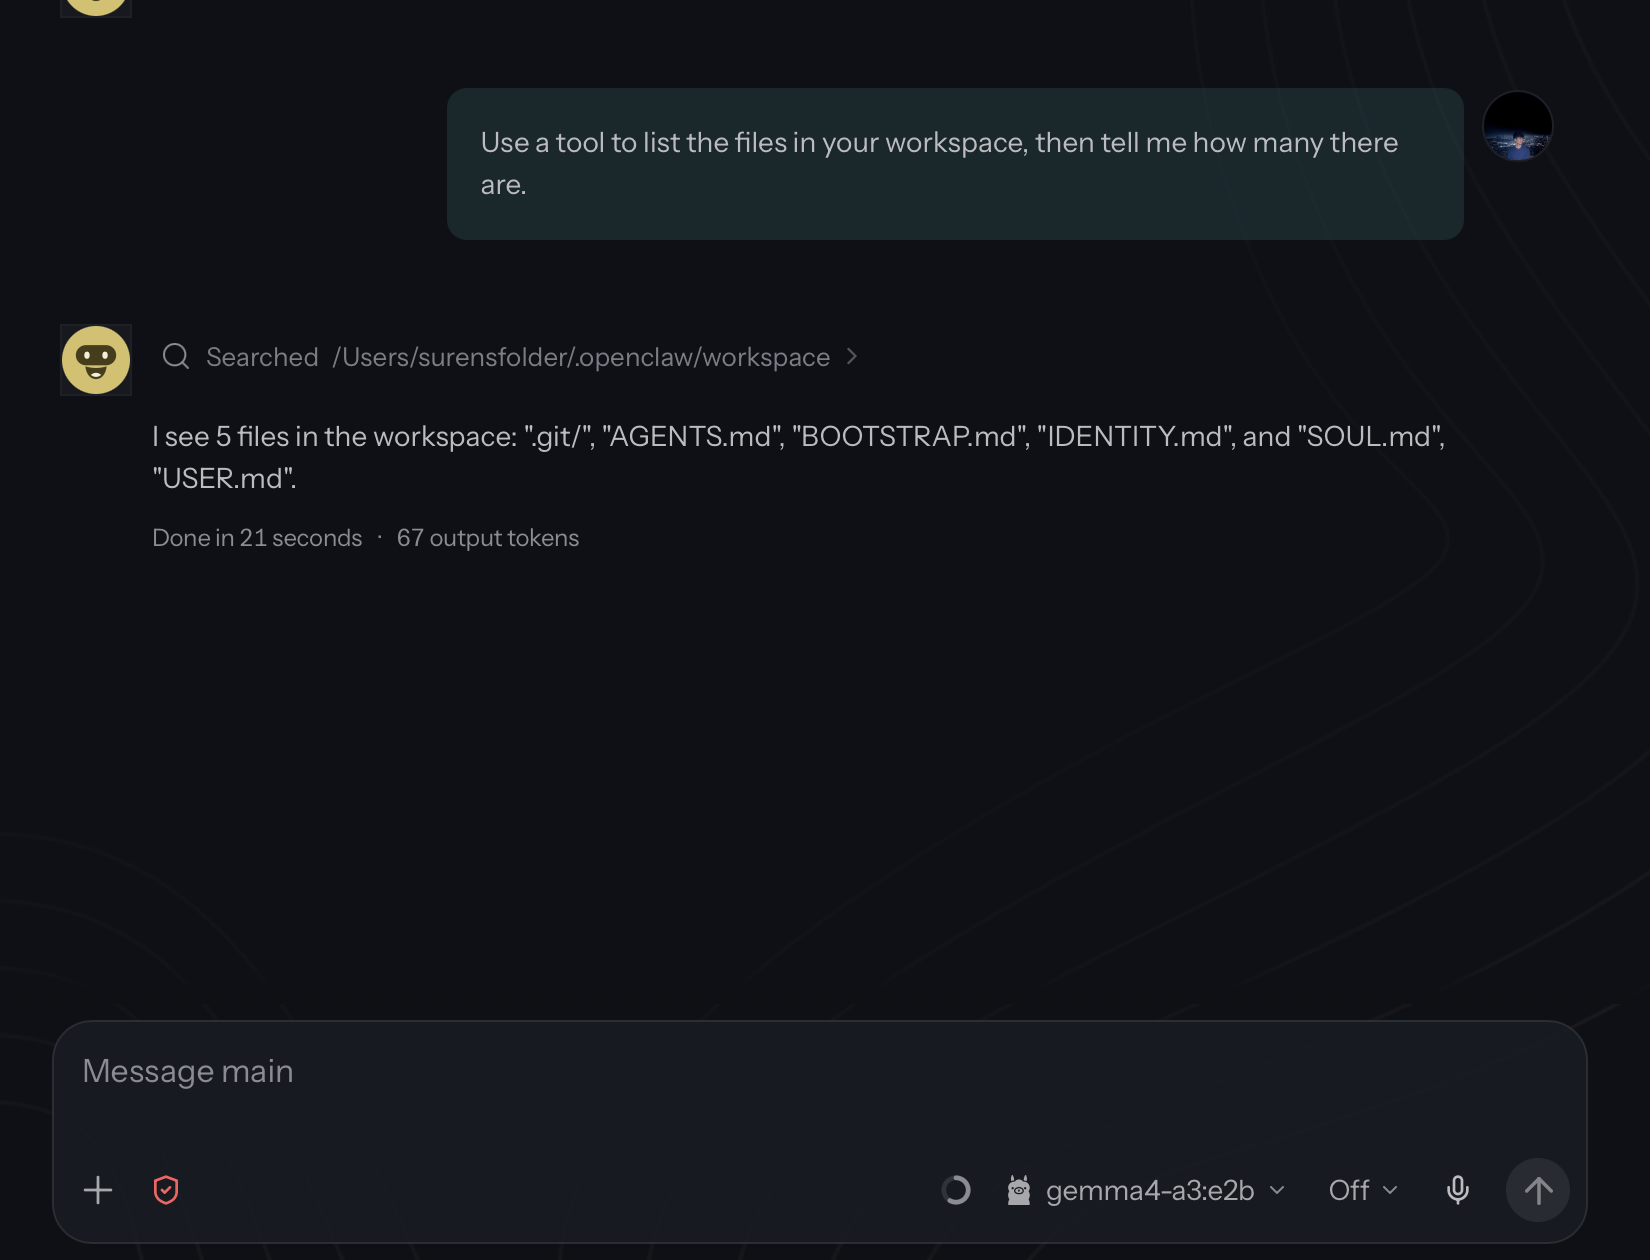 Use a tool to list the files in your workspace, then tell me how many there
are.
Searched /Users/surensfolder/.openclaw/workspace
I see 5 files in the workspace: ".git/", "AGENTS.md", "BOOTSTRAP.md", "IDENTITY.md", and "SOUL.md",
"USER.md".
Done in 21 seconds · 67 output tokens
Message main
gemma4-a3:e2b
Off